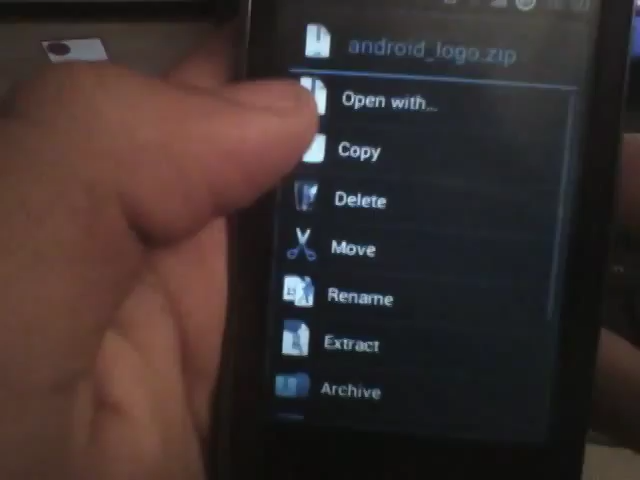 android_logo.zip
Open with...
Copy
Delete
Move
Rename
Extract
Archive